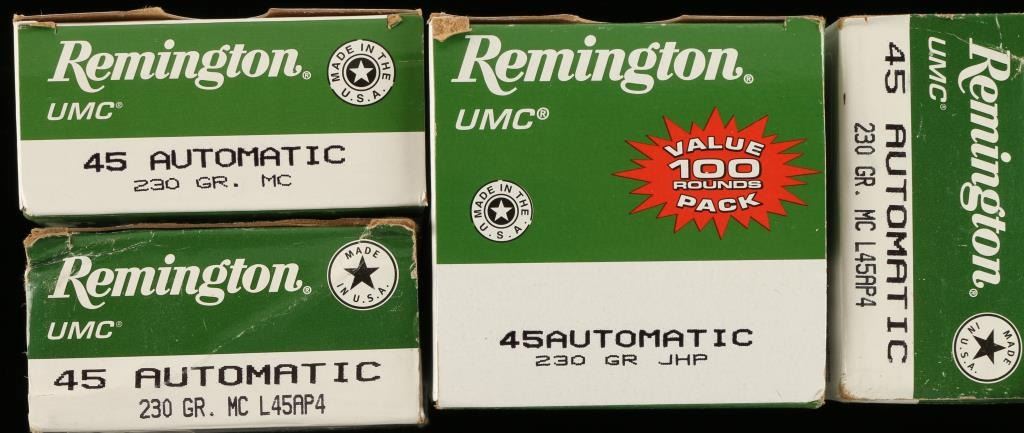 Remington®
UMC®
MADE IN THE U.S.A.
45 AUTOMATIC
230 GR. MC
Remington®
UMC®
MADE IN U.S.A.
45 AUTOMATIC
230 GR. MC L45AP4
Remington®
UMC®
VALUE
100
ROUNDS
PACK
MADE IN THE U.S.A.
45AUTOMATIC
230 GR JHP
Remington®
UMC®
MADE IN U.S.A.
45 AUTOMATIC
230 GR. MC L45AP4